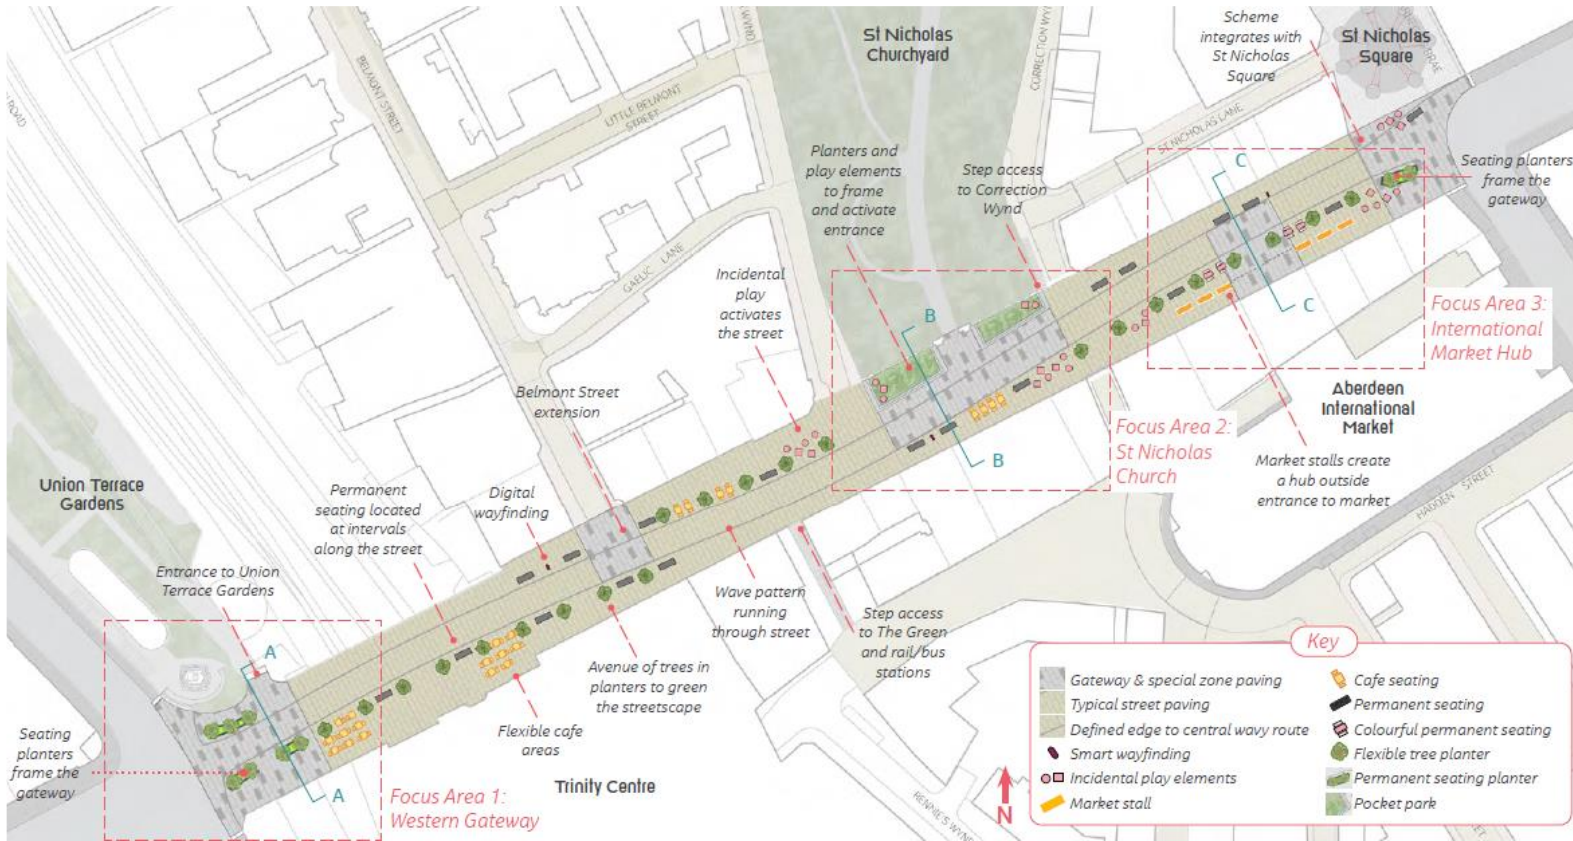 St Nicholas
Churchyard
Scheme
integrates with
St Nicholas
Square
St Nicholas
Square
BELMONT STREET
LITTLE BELMONT
STREET
CORRECTION WYND
ST NICHOLAS LANE
GAELIC LANE
ROAD
Planters and
play elements
to frame
and activate
entrance
Step access
to Correction
Wynd
C
Seating planters
frame the
gateway
Incidental
play
activates
the street
B
C
Focus Area 3:
International
Market Hub
Belmont Street
extension
B
Focus Area 2:
St Nicholas
Church
Aberdeen
International
Market
Market stalls create
a hub outside
entrance to market
HADDEN STREET
Union Terrace
Gardens
Permanent
seating located
at intervals
along the street
Digital
wayfinding
Entrance to Union
Terrace Gardens
Wave pattern
running
through street
Step access
to The Green
and rail/bus
stations
A
Avenue of trees in
planters to green
the streetscape
Flexible cafe
areas
Seating
planters
frame the
gateway
A
Focus Area 1:
Western Gateway
Trinity Centre
RENNIE'S WYND
N
Key
Gateway & special zone paving
Typical street paving
Defined edge to central wavy route
Smart wayfinding
Incidental play elements
Market stall
Cafe seating
Permanent seating
Colourful permanent seating
Flexible tree planter
Permanent seating planter
Pocket park